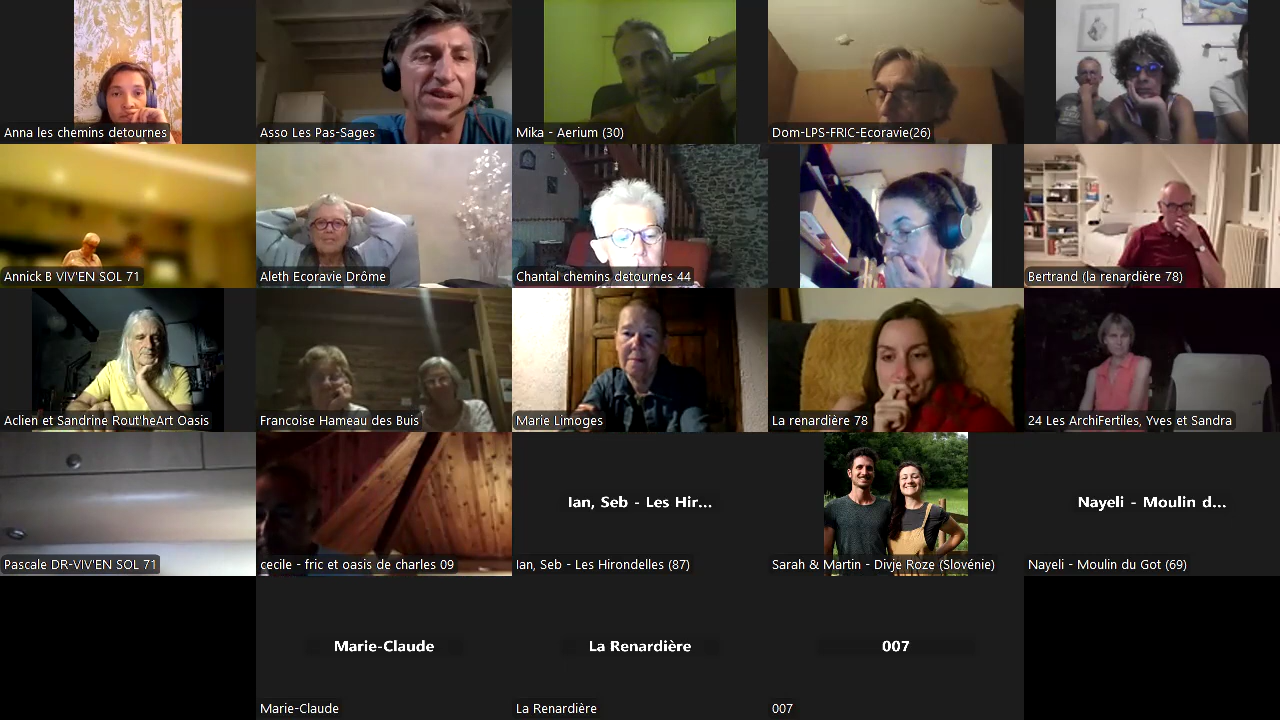 Anna les chemins detournes
Asso Les Pas-Sages
Mika - Aerium (30)
Dom-LPS-FRIC-Ecoravie(26)
Annick B VIV'EN SOL 71
Aleth Ecoravie Drôme
Chantal chemins detournes 44
Bertrand (la renardière 78)
Aclien et Sandrine Rout'heArt Oasis
Francoise Hameau des Buis
Marie Limoges
La renardière 78
24 Les ArchiFertiles, Yves et Sandra
Ian, Seb - Les Hir...
Nayeli - Moulin d...
Pascale DR-VIV'EN SOL 71
cecile - fric et oasis de charles 09
Ian, Seb - Les Hirondelles (87)
Sarah & Martin - Divje Roze (Slovénie)
Nayeli - Moulin du Got (69)
Marie-Claude
La Renardière
007
Marie-Claude
La Renardière
007